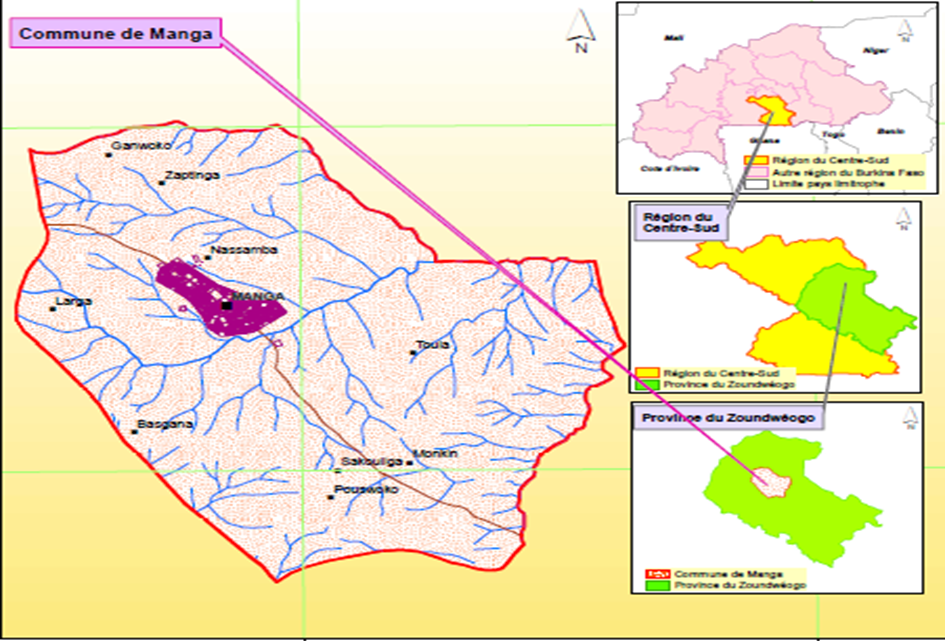 Commune de Manga
N
Ganwoko
Zaptinga
Nassamba
MANGA
Larga
Toula
Basgana
Monkin
Saksuliga
Pouswoko
Mali
Niger
N
Benin
Togo
Ghana
Cote d'Ivoire
Région du Centre-Sud
Autre région du Burkina Faso
Limite pays limitrophe
Région du
Centre-Sud
N
Région du Centre-Sud
Province du Zoundwéogo
Province du Zoundwéogo
N
Commune de Manga
Province du Zoundwéogo